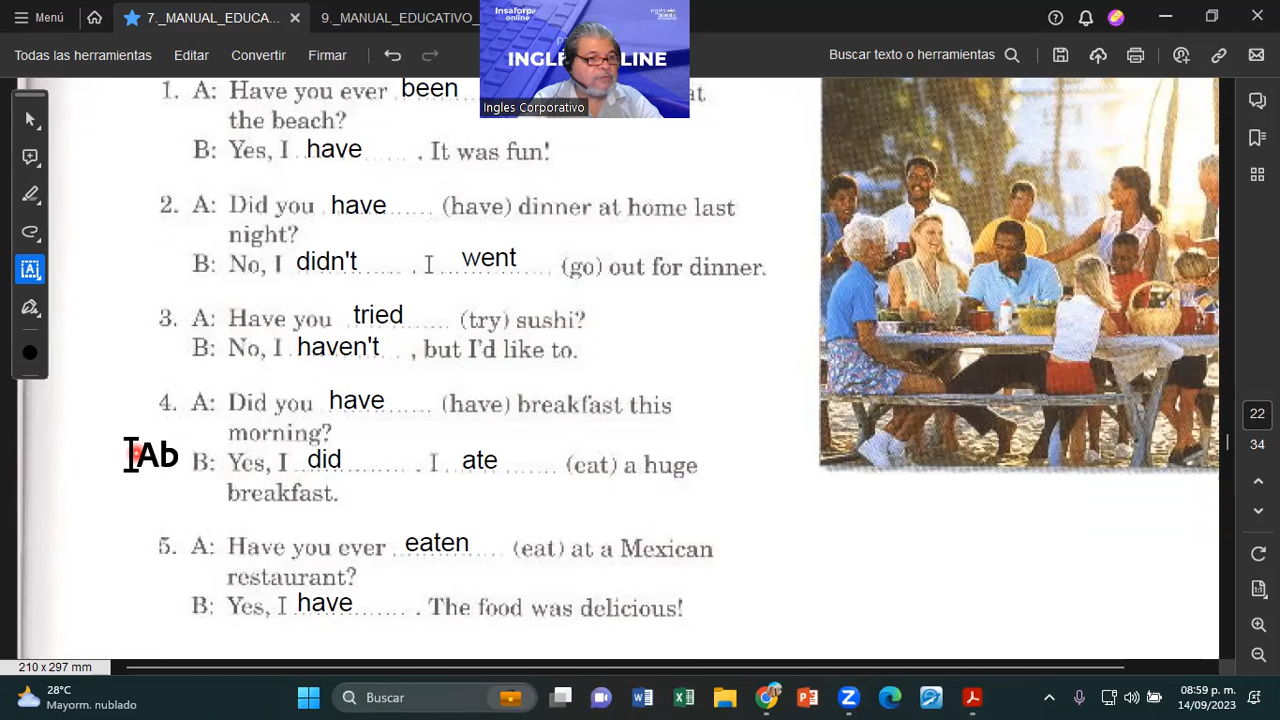 Menú
7._MANUAL_EDUCA...
9._MANUAL_EDUCATIVO_
Insaforp
online
INGLÉ
LINE
Ingles Corporativo
Todas las herramientas Editar Convertir Firmar
Buscar texto o herramientas
1. A: Have you ever been at
the beach?
B: Yes, I have. It was fun!
2. A: Did you have (have) dinner at home last
night?
B: No, I didn't. I went (go) out for dinner.
3. A: Have you tried (try) sushi?
B: No, I haven't, but I'd like to.
4. A: Did you have (have) breakfast this
morning?
Ab
B: Yes, I did. I ate (eat) a huge
breakfast.
5. A: Have you ever eaten (eat) at a Mexican
restaurant?
B: Yes, I have. The food was delicious!
22
34
210 x 297 mm
28°C
Mayorm. nublado
Buscar
08:59 p. m.
14/09/2023